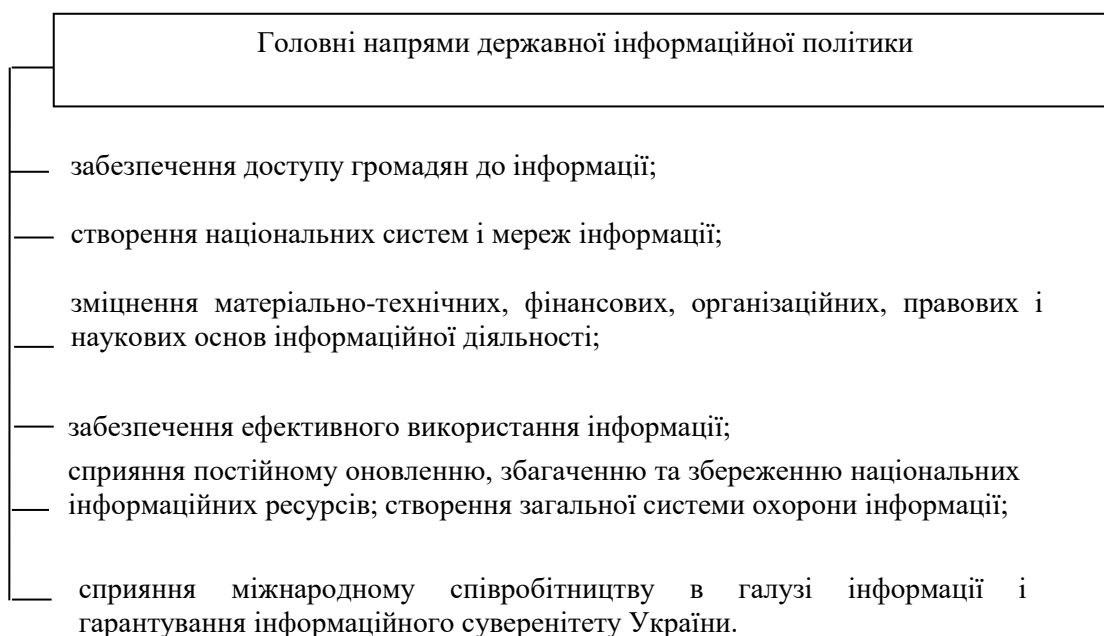 Головні напрями державної інформаційної політики
забезпечення доступу громадян до інформації;
створення національних систем і мереж інформації;
зміцнення матеріально-технічних, фінансових, організаційних, правових і
наукових основ інформаційної діяльності;
забезпечення ефективного використання інформації;
сприяння постійному оновленню, збагаченню та збереженню національних
інформаційних ресурсів; створення загальної системи охорони інформації;
сприяння міжнародному співробітництву в галузі інформації і
гарантування інформаційного суверенітету України.